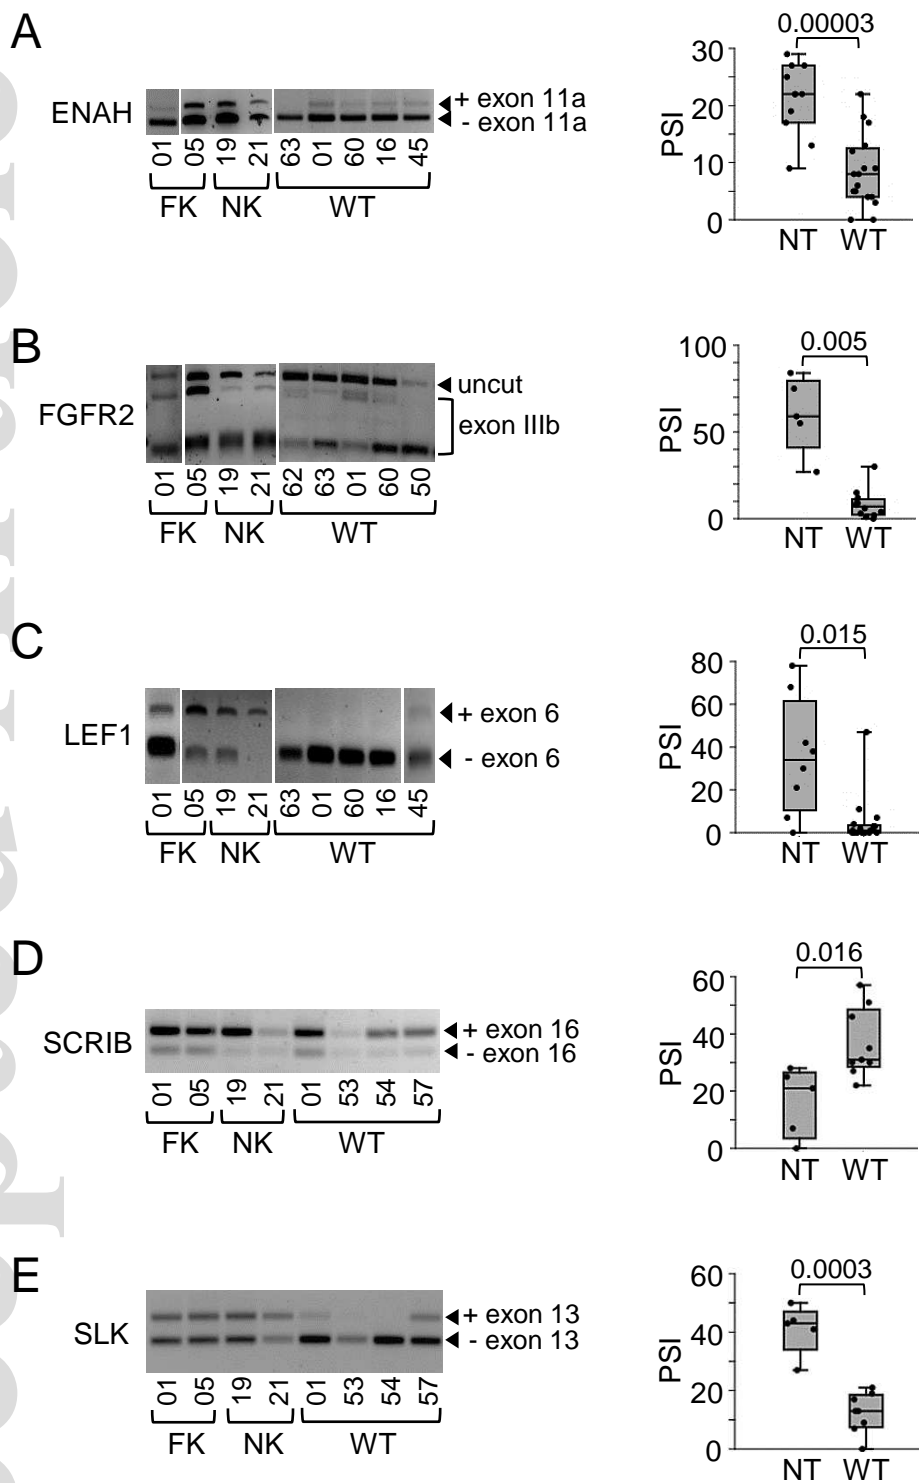 A
ENAH
+ exon 11a
- exon 11a
01 05 19 21 63 01 60 16 45
FK NK WT
0.00003
PSI
30
20
10
0
NT WT
B
FGFR2
uncut
exon IIIb
01 05 19 21 62 63 01 60 50
FK NK WT
0.005
PSI
100
50
0
NT WT
C
LEF1
+ exon 6
- exon 6
01 05 19 21 63 01 60 16 45
FK NK WT
0.015
PSI
80
60
40
20
0
NT WT
D
SCRIB
+ exon 16
- exon 16
01 05 19 21 01 53 54 57
FK NK WT
0.016
PSI
60
40
20
0
NT WT
E
SLK
+ exon 13
- exon 13
01 05 19 21 01 53 54 57
FK NK WT
0.0003
PSI
60
40
20
0
NT WT